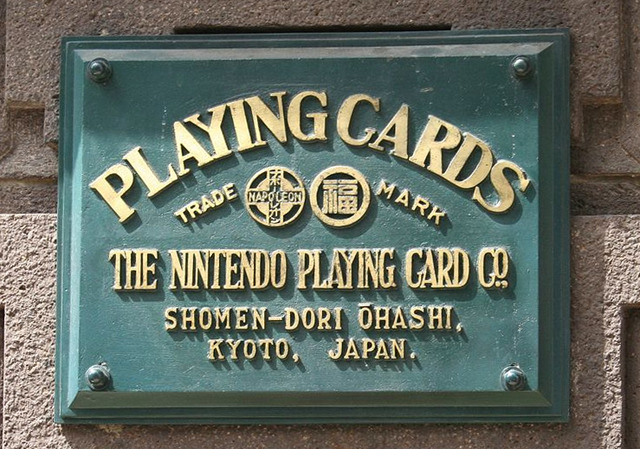 PLAYING CARDS
TRADE NAPOLEON 福 MARK
THE NINTENDO PLAYING CARD CO.,
SHOMEN-DORI ŌHASHI,
KYOTO, JAPAN.